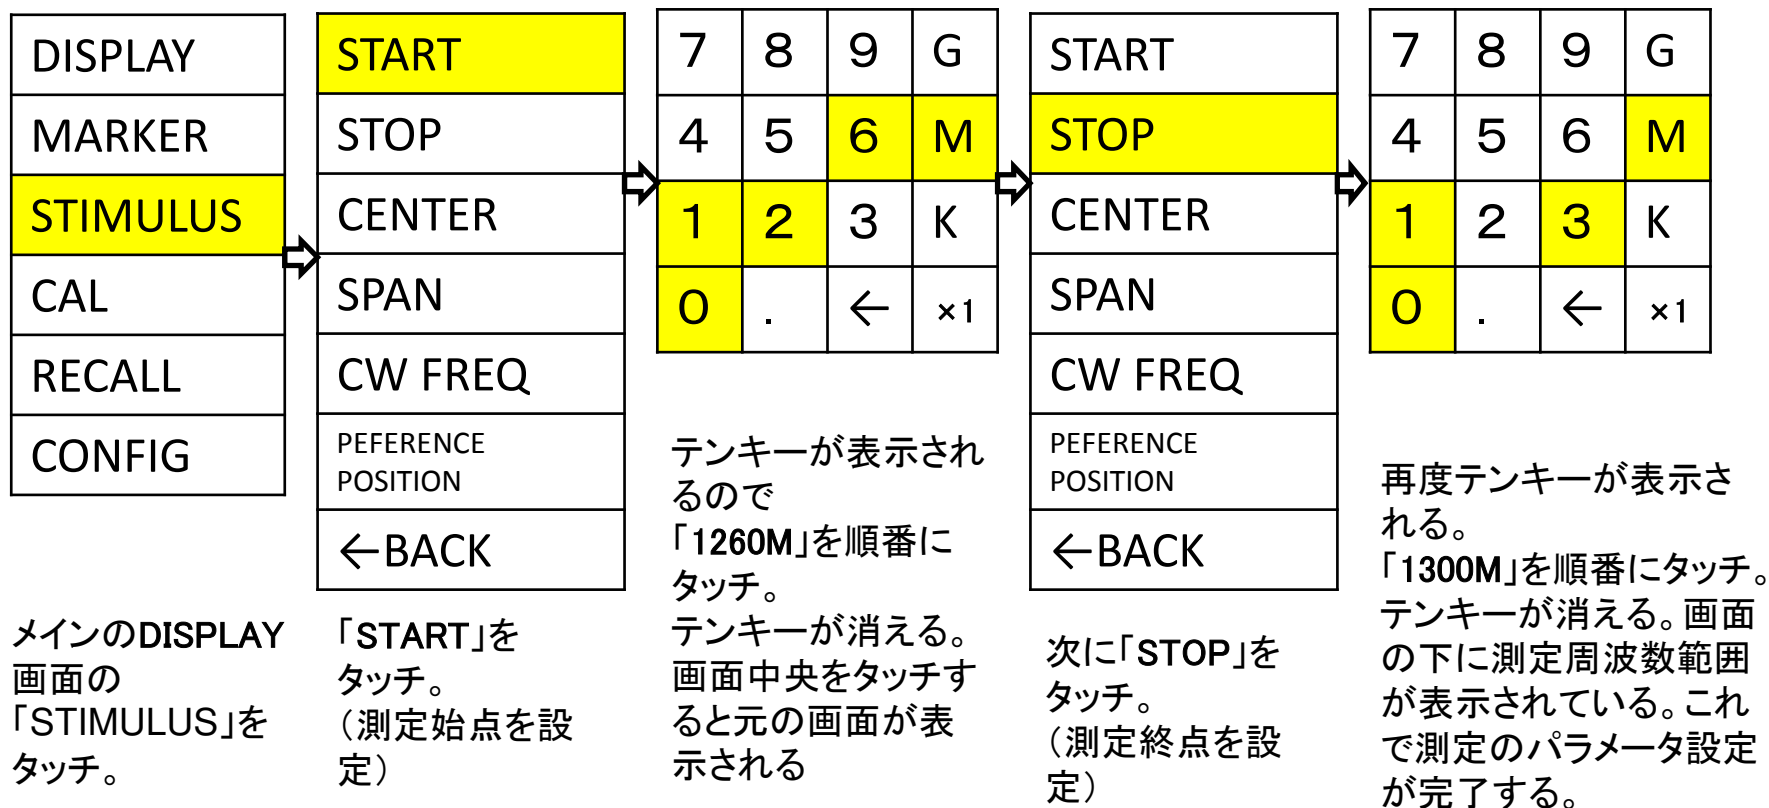 DISPLAY
MARKER
STIMULUS
CAL
RECALL
CONFIG
メインのDISPLAY
画面の
「STIMULUS」を
タッチ。
START
STOP
CENTER
SPAN
CW FREQ
PEFERENCE
POSITION
←BACK
「START」を
タッチ。
（測定始点を設
定）
7 8 9 G
4 5 6 M
1 2 3 K
0 . ← ×1
テンキーが表示され
るので
「1260M」を順番に
タッチ。
テンキーが消える。
画面中央をタッチす
ると元の画面が表
示される
START
STOP
CENTER
SPAN
CW FREQ
PEFERENCE
POSITION
←BACK
次に「STOP」を
タッチ。
（測定終点を設
定）
7 8 9 G
4 5 6 M
1 2 3 K
0 . ← ×1
再度テンキーが表示さ
れる。
「1300M」を順番にタッチ。
テンキーが消える。画面
の下に測定周波数範囲
が表示されている。これ
で測定のパラメータ設定
が完了する。